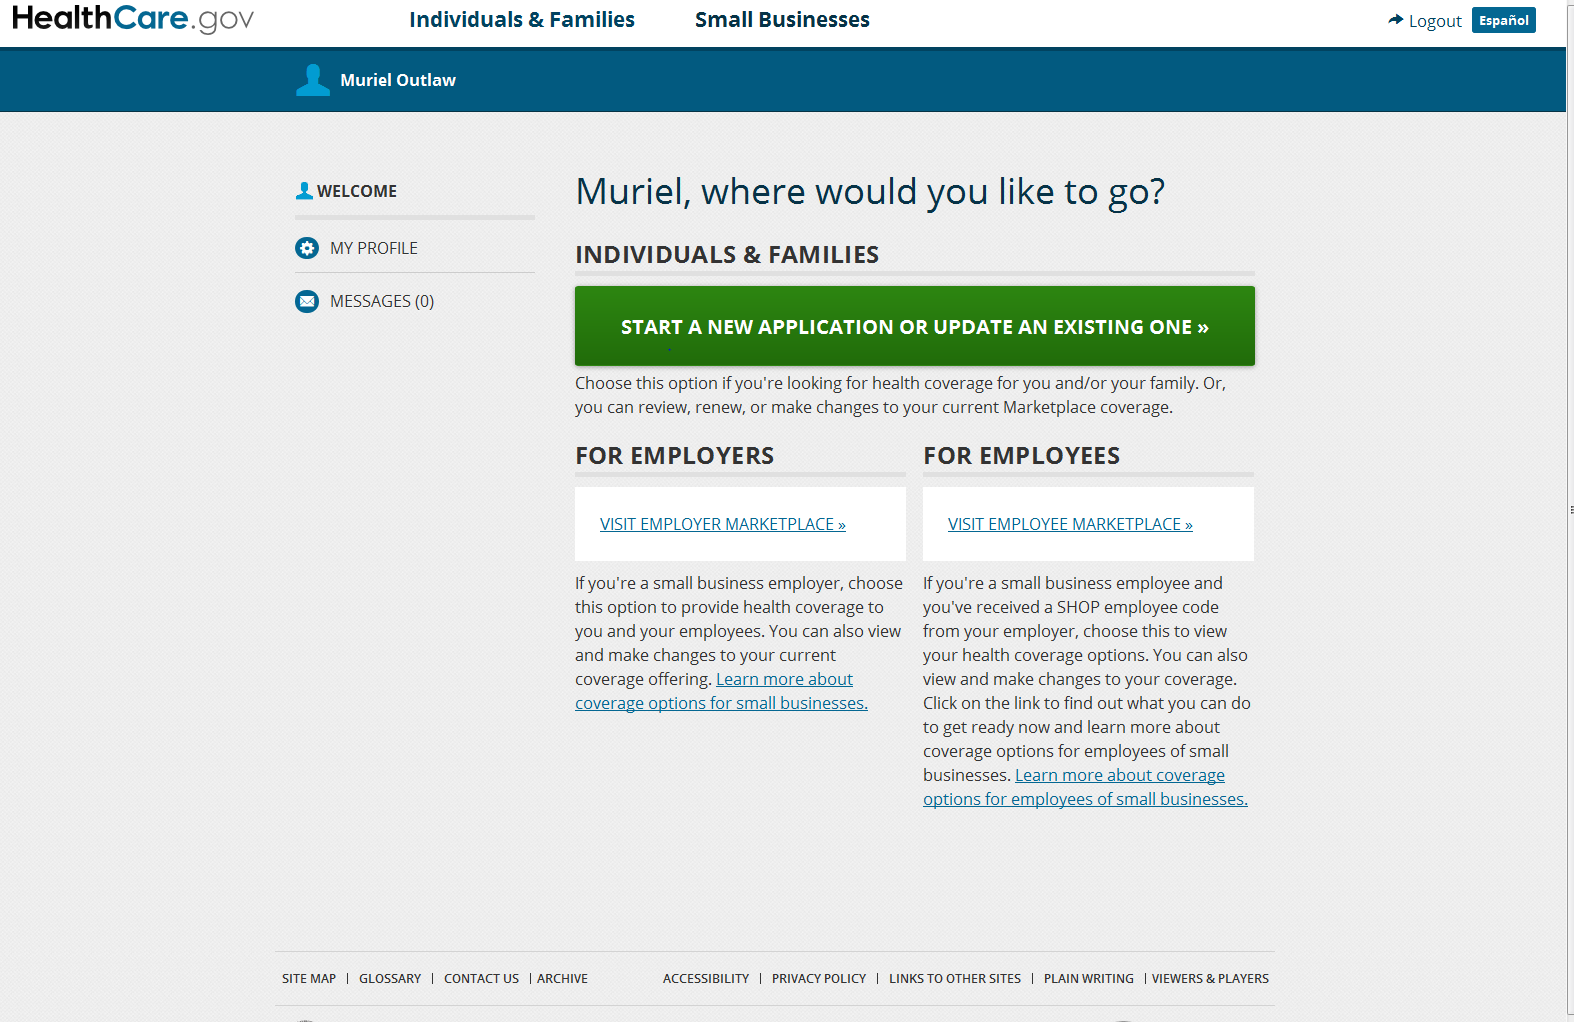 HealthCare.gov
Individuals & Families
Small Businesses
Logout
Español
Muriel Outlaw
WELCOME
MY PROFILE
MESSAGES (0)
Muriel, where would you like to go?
INDIVIDUALS & FAMILIES
START A NEW APPLICATION OR UPDATE AN EXISTING ONE »
Choose this option if you're looking for health coverage for you and/or your family. Or,
you can review, renew, or make changes to your current Marketplace coverage.
FOR EMPLOYERS
VISIT EMPLOYER MARKETPLACE »
If you're a small business employer, choose
this option to provide health coverage to
you and your employees. You can also view
and make changes to your current
coverage offering. Learn more about
coverage options for small businesses.
FOR EMPLOYEES
VISIT EMPLOYEE MARKETPLACE »
If you're a small business employee and
you've received a SHOP employee code
from your employer, choose this to view
your health coverage options. You can also
view and make changes to your coverage.
Click on the link to find out what you can do
to get ready now and learn more about
coverage options for employees of small
businesses. Learn more about coverage
options for employees of small businesses.
SITE MAP | GLOSSARY | CONTACT US | ARCHIVE
ACCESSIBILITY | PRIVACY POLICY | LINKS TO OTHER SITES | PLAIN WRITING | VIEWERS & PLAYERS